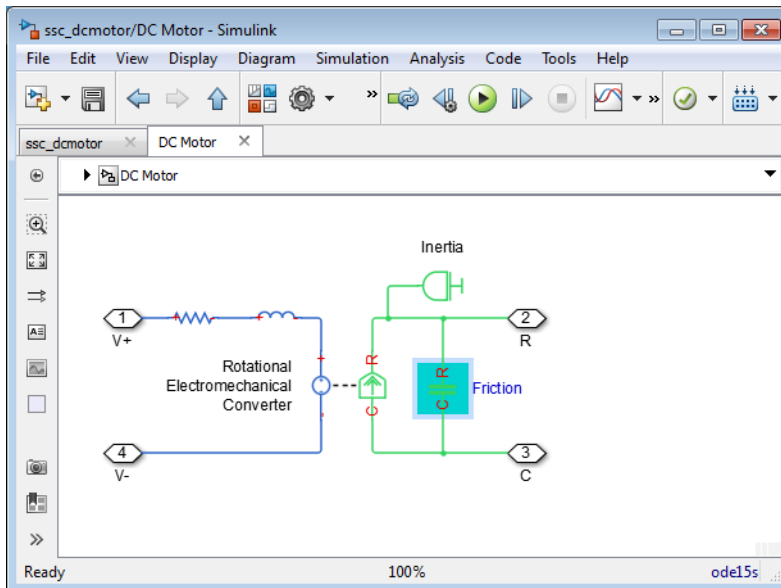 ssc_dcmotor/DC Motor - Simulink
File Edit View Display Diagram Simulation Analysis Code Tools Help
ssc_dcmotor DC Motor
DC Motor
Inertia
1
V+
2
R
Rotational
Electromechanical
Converter
+
-
R
C
R
C
Friction
4
V-
3
C
Ready 100% ode15s